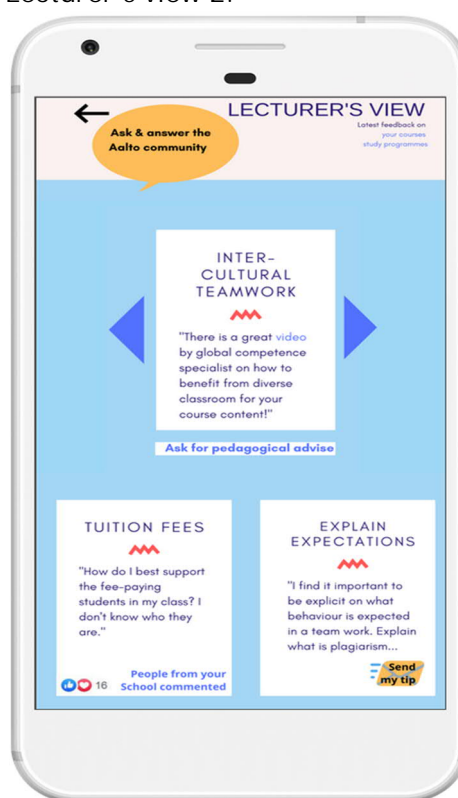 LECTURER'S VIEW
Latest feedback on
your courses
study programmes
Ask & answer the
Aalto community
INTER-
CULTURAL
TEAMWORK
"There is a great video
by global competence
specialist on how to
benefit from diverse
classroom for your
course content!"
Ask for pedagogical advise
TUITION FEES
"How do I best support
the fee-paying
students in my class? I
don't know who they
are."
16
People from your
School commented
EXPLAIN
EXPECTATIONS
"I find it important to
be explicit on what
behaviour is expected
in a team work. Explain
what is plagiarism...
Send
my tip